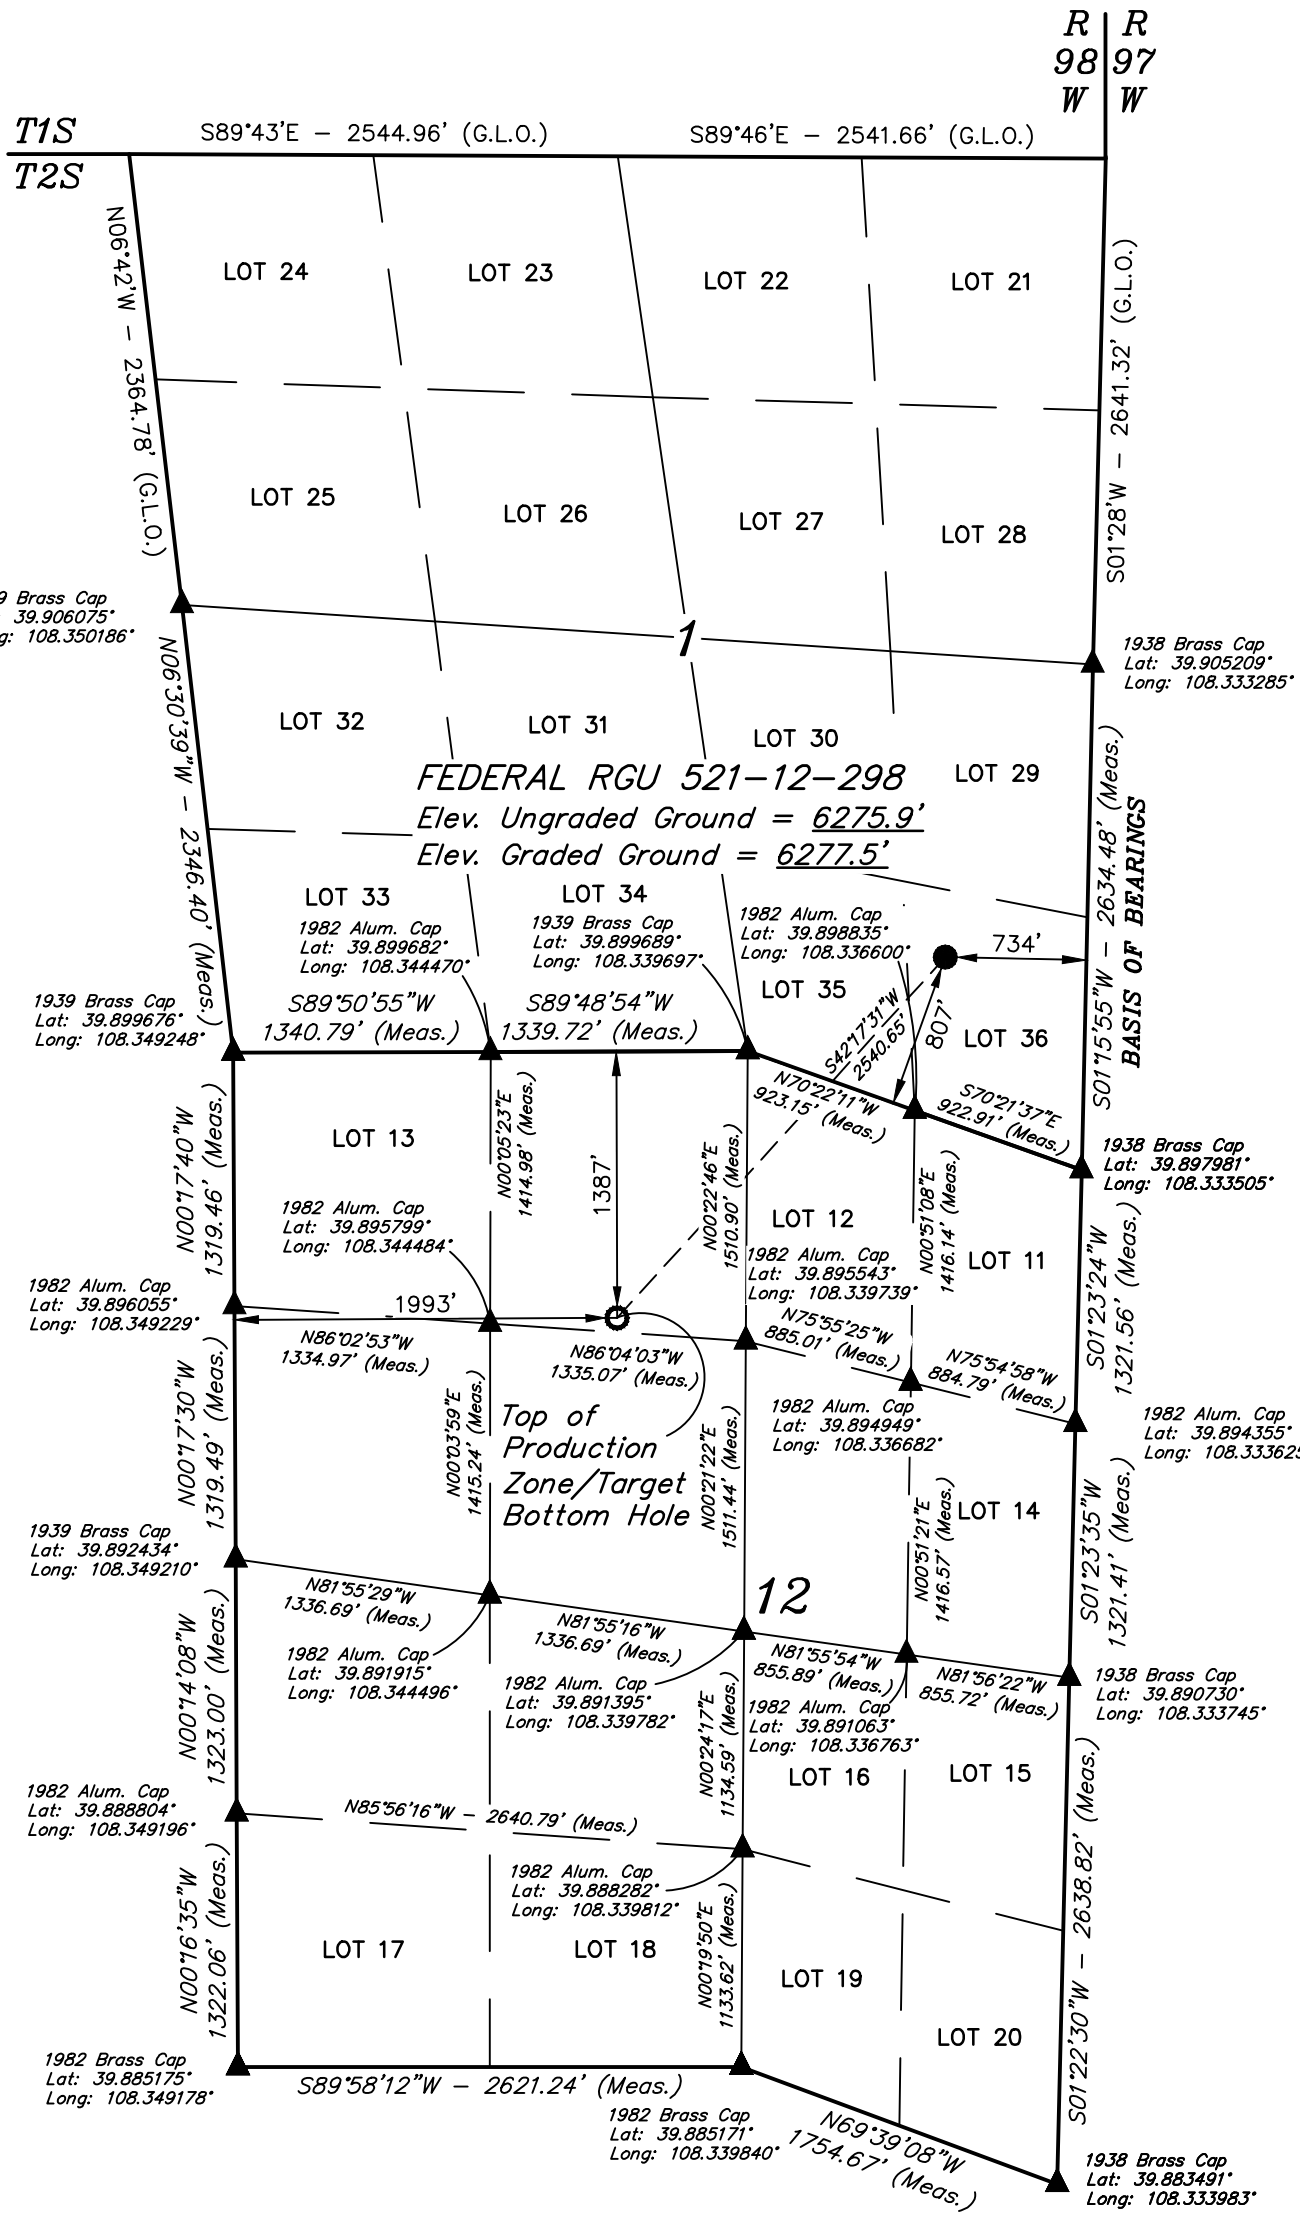 R R
98 97
W W
T1S
T2S
S89°43'E - 2544.96' (G.L.O.)
S89°46'E - 2541.66' (G.L.O.)
N06°42'W - 2364.78' (G.L.O.)
S01°28'W - 2641.32' (G.L.O.)
LOT 24
LOT 23
LOT 22
LOT 21
LOT 25
LOT 26
LOT 27
LOT 28
9 Brass Cap
: 39.906075°
g: 108.350186°
1
1938 Brass Cap
Lat: 39.905209°
Long: 108.333285°
N06°30'39"W - 2346.40' (Meas.)
S01°15'55"W - 2634.48' (Meas.)
BASIS OF BEARINGS
LOT 32
LOT 31
LOT 30
LOT 29
FEDERAL RGU 521-12-298
Elev. Ungraded Ground = 6275.9'
Elev. Graded Ground = 6277.5'
LOT 33
LOT 34
1982 Alum. Cap
Lat: 39.899682°
Long: 108.344470°
1939 Brass Cap
Lat: 39.899689°
Long: 108.339697°
1982 Alum. Cap
Lat: 39.898835°
Long: 108.336600°
734'
LOT 35
LOT 36
807'
S42°17'31"W
2540.65'
1939 Brass Cap
Lat: 39.899676°
Long: 108.349248°
S89°50'55"W
1340.79' (Meas.)
S89°48'54"W
1339.72' (Meas.)
N70°22'11"W
923.15' (Meas.)
S70°21'37"E
922.91' (Meas.)
1938 Brass Cap
Lat: 39.897981°
Long: 108.333505°
N00°17'40"W
1319.46' (Meas.)
LOT 13
N00°05'23"E
1414.98' (Meas.)
1387'
N00°22'46"E
1510.90' (Meas.)
LOT 12
N00°51'08"E
1416.14' (Meas.)
LOT 11
S01°23'24"W
1321.56' (Meas.)
1982 Alum. Cap
Lat: 39.895799°
Long: 108.344484°
1982 Alum. Cap
Lat: 39.895543°
Long: 108.339739°
1982 Alum. Cap
Lat: 39.896055°
Long: 108.349229°
1993'
N86°02'53"W
1334.97' (Meas.)
N86°04'03"W
1335.07' (Meas.)
N75°55'25"W
885.01' (Meas.)
N75°54'58"W
884.79' (Meas.)
1982 Alum. Cap
Lat: 39.894949°
Long: 108.336682°
1982 Alum. Cap
Lat: 39.894355°
Long: 108.333625
Top of
Production
Zone/Target
Bottom Hole
N00°17'30"W
1319.49' (Meas.)
N00°03'59"E
1415.24' (Meas.)
N00°21'22"E
1511.44' (Meas.)
N00°51'21"E
1416.57' (Meas.)
LOT 14
S01°23'35"W
1321.41' (Meas.)
1939 Brass Cap
Lat: 39.892434°
Long: 108.349210°
12
N81°55'29"W
1336.69' (Meas.)
N81°55'16"W
1336.69' (Meas.)
N81°55'54"W
855.89' (Meas.)
N81°56'22"W
855.72' (Meas.)
1982 Alum. Cap
Lat: 39.891915°
Long: 108.344496°
1982 Alum. Cap
Lat: 39.891395°
Long: 108.339782°
1982 Alum. Cap
Lat: 39.891063°
Long: 108.336763°
1938 Brass Cap
Lat: 39.890730°
Long: 108.333745°
N00°14'08"W
1323.00' (Meas.)
N00°24'17"E
1134.59' (Meas.)
LOT 16
LOT 15
1982 Alum. Cap
Lat: 39.888804°
Long: 108.349196°
N85°56'16"W - 2640.79' (Meas.)
1982 Alum. Cap
Lat: 39.888282°
Long: 108.339812°
S01°22'30"W - 2638.82' (Meas.)
N00°16'35"W
1322.06' (Meas.)
LOT 17
LOT 18
N00°19'50"E
1133.62' (Meas.)
LOT 19
LOT 20
1982 Brass Cap
Lat: 39.885175°
Long: 108.349178°
S89°58'12"W - 2621.24' (Meas.)
1982 Brass Cap
Lat: 39.885171°
Long: 108.339840°
N69°39'08"W
1754.67' (Meas.)
1938 Brass Cap
Lat: 39.883491°
Long: 108.333983°